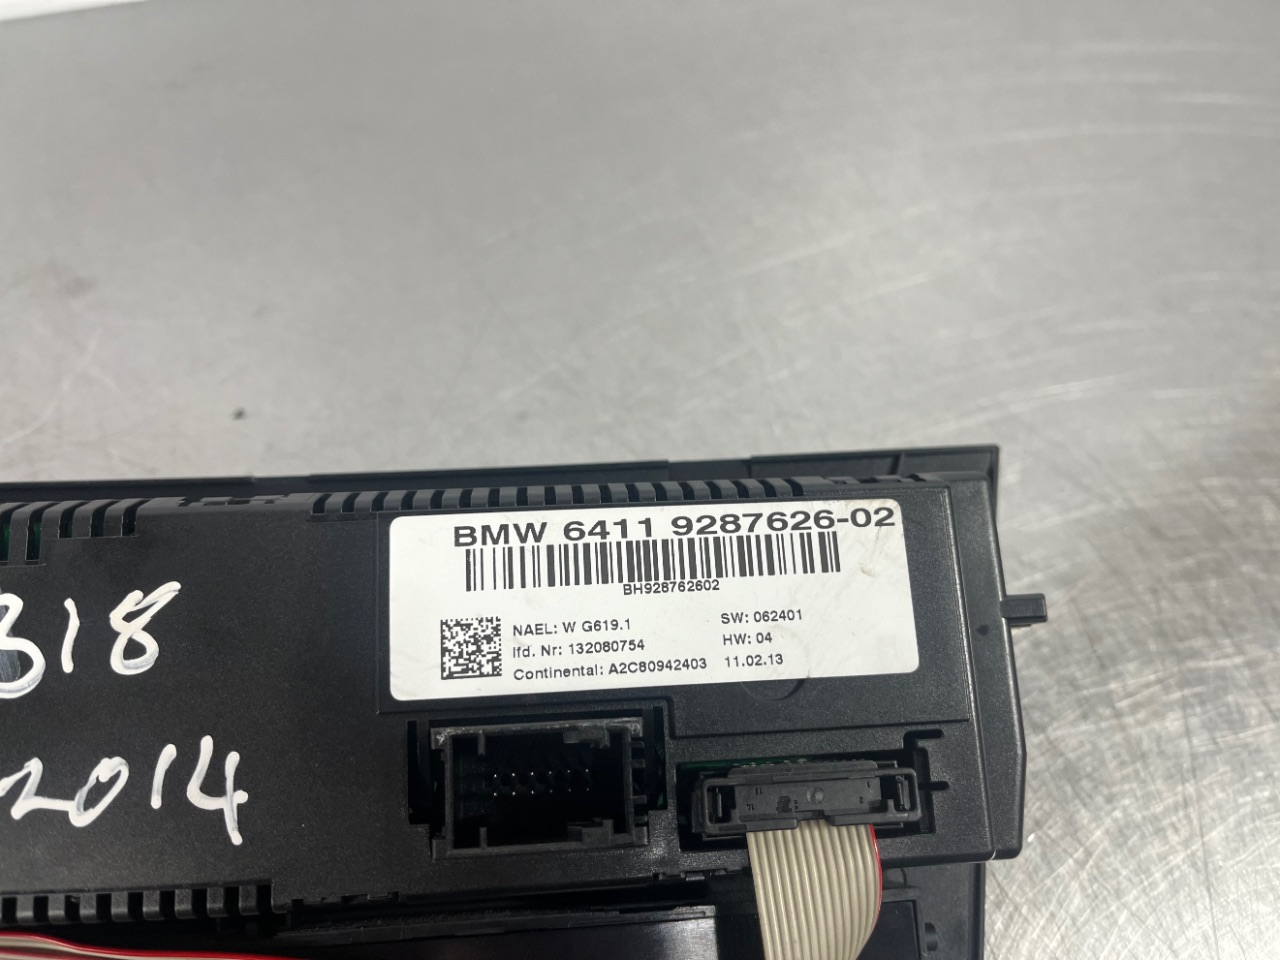 BMW 6411 9287626-02
BH928762602
NAEL: W G619.1 SW: 062401
lfd. Nr: 132080754 HW: 04
Continental: A2C80942403 11.02.13
318
2014